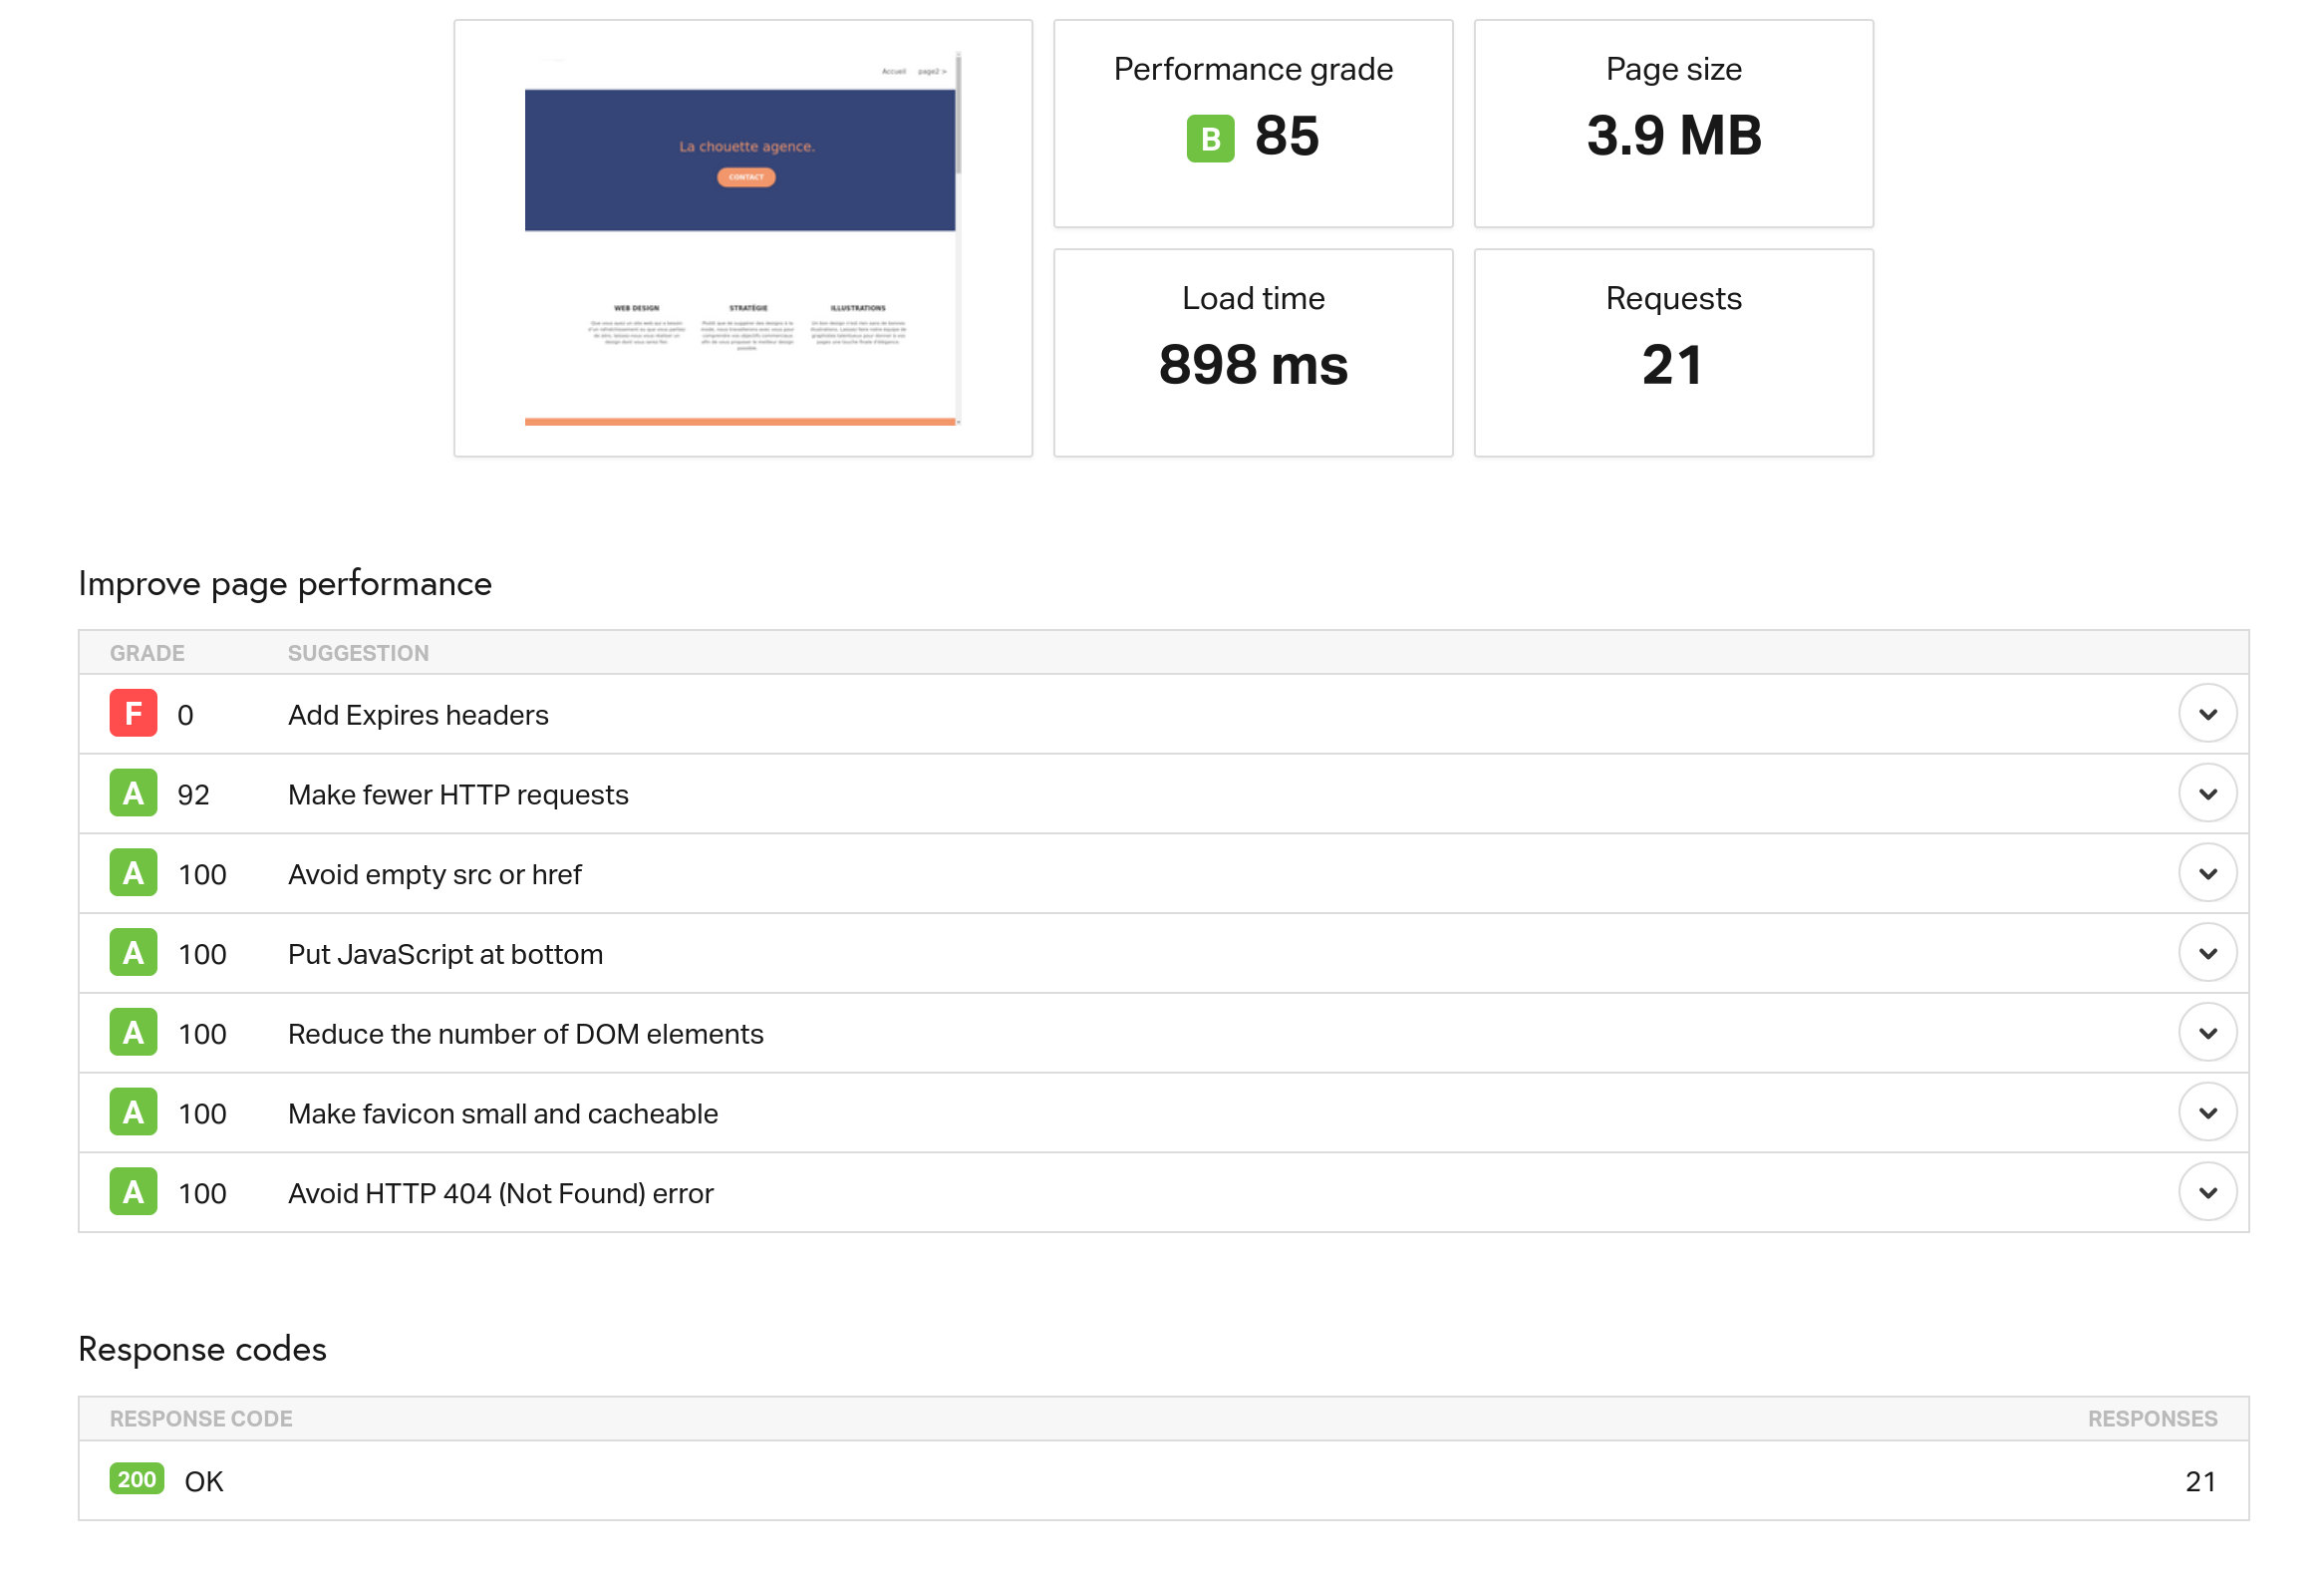 Accueil page2 >
La chouette agence.
CONTACT
WEB DESIGN
STRATÉGIE
ILLUSTRATIONS
Performance grade
B 85
Page size
3.9 MB
Load time
898 ms
Requests
21
Improve page performance
GRADE SUGGESTION
F 0 Add Expires headers
A 92 Make fewer HTTP requests
A 100 Avoid empty src or href
A 100 Put JavaScript at bottom
A 100 Reduce the number of DOM elements
A 100 Make favicon small and cacheable
A 100 Avoid HTTP 404 (Not Found) error
Response codes
RESPONSE CODE RESPONSES
200 OK 21